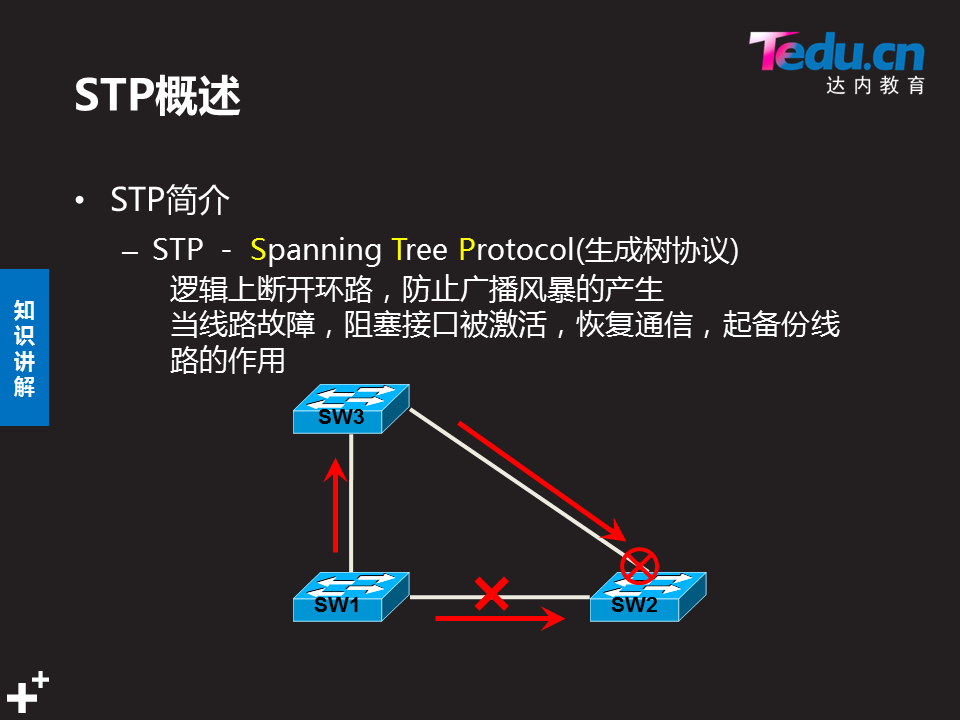 Tedu.cn
达内教育
STP概述
• STP简介
– STP - Spanning Tree Protocol(生成树协议)
逻辑上断开环路，防止广播风暴的产生
当线路故障，阻塞接口被激活，恢复通信，起备份线
路的作用
知
识
讲
解
SW3
SW1
SW2